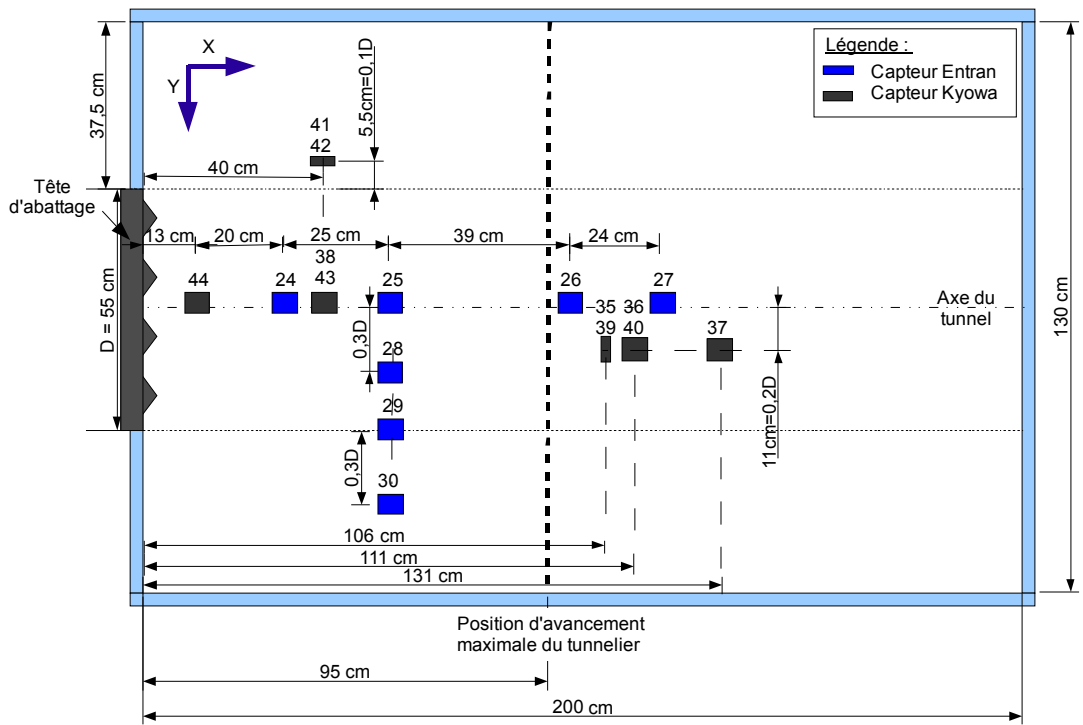 X
Y
37,5 cm
Légende :
Capteur Entran
Capteur Kyowa
5,5cm=0,1D
41
42
40 cm
Tête
d'abattage
13 cm
20 cm
25 cm
39 cm
24 cm
38
44
24
43
25
26
27
35
36
39
40
37
Axe du
tunnel
D = 55 cm
0,3D
28
29
0,3D
30
11cm=0,2D
130 cm
106 cm
111 cm
131 cm
Position d'avancement
maximale du tunnelier
95 cm
200 cm